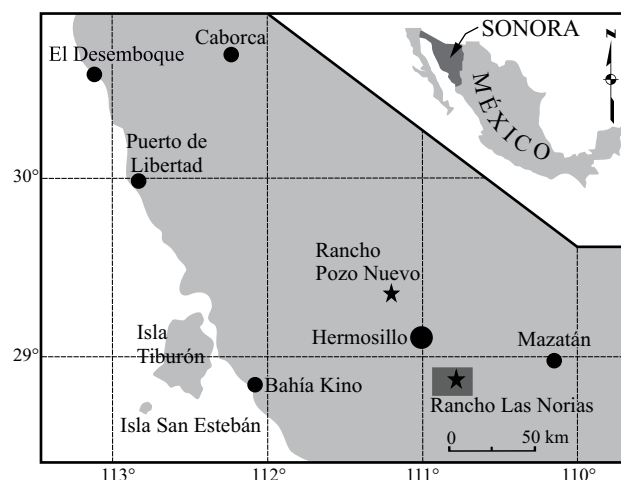 Caborca
El Desemboque
SONORA
MÉXICO
N
Puerto de
Libertad
30°
Rancho
Pozo Nuevo
Hermosillo
Mazatán
Isla
Tiburón
29°
Bahía Kino
Rancho Las Norias
Isla San Estebán
0 50 km
113° 112° 111° 110°